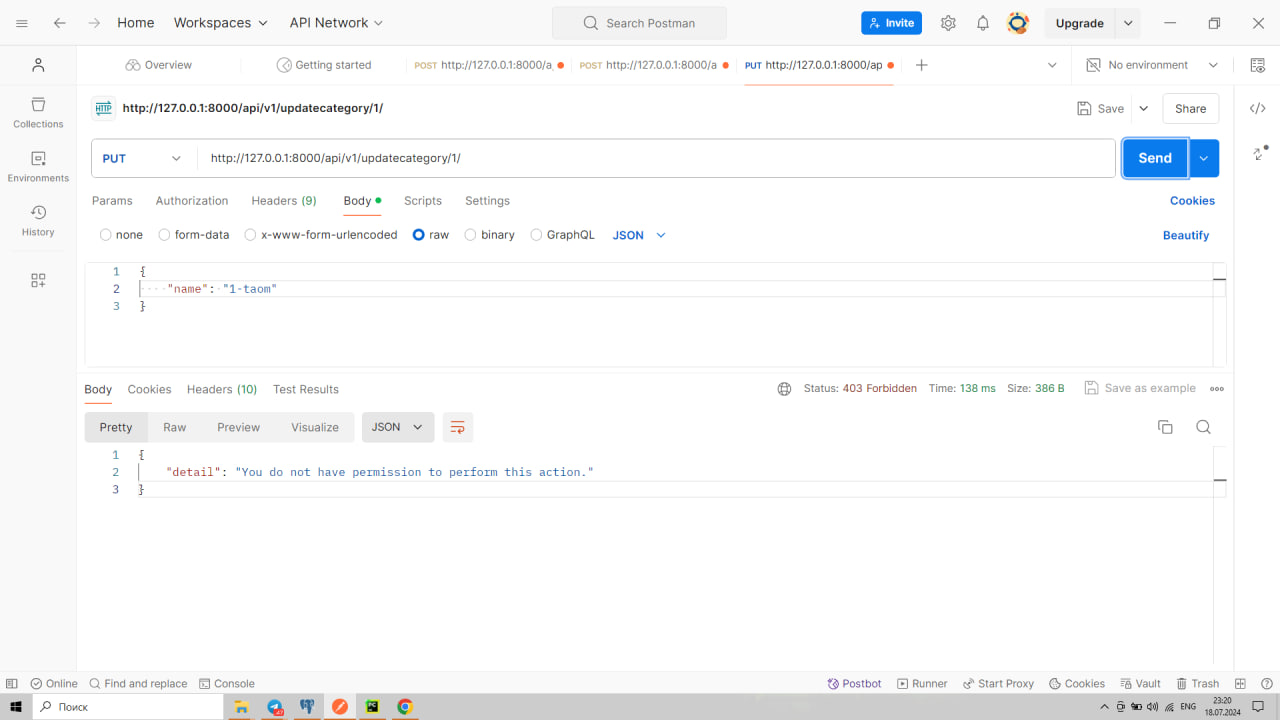 Home Workspaces API Network Search Postman Invite Upgrade
Overview Getting started POST http://127.0.0.1:8000/a POST http://127.0.0.1:8000/a PUT http://127.0.0.1:8000/ap No environment
HTTP http://127.0.0.1:8000/api/v1/updatecategory/1/ Save Share
Collections
Environments
History
PUT http://127.0.0.1:8000/api/v1/updatecategory/1/ Send
Params Authorization Headers (9) Body Scripts Settings Cookies
none form-data x-www-form-urlencoded raw binary GraphQL JSON Beautify
1 {
2 "name": "1-taom"
3 }
Body Cookies Headers (10) Test Results Status: 403 Forbidden Time: 138 ms Size: 386 B Save as example
Pretty Raw Preview Visualize JSON
1 {
2 "detail": "You do not have permission to perform this action."
3 }
Online Find and replace Console Postbot Runner Start Proxy Cookies Vault Trash
Поиск ENG 23:20
18.07.2024